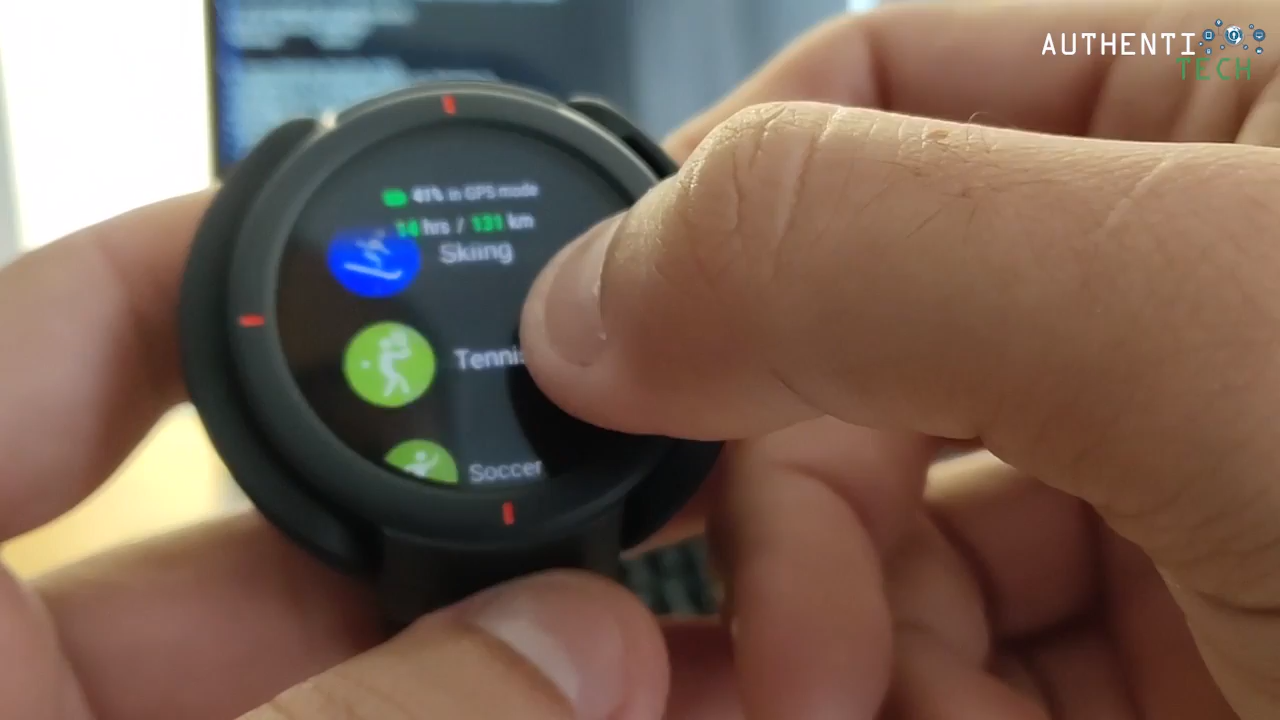 AUTHENTI
TECH
41% in GPS mode
14 hrs / 131 km
Skiing
Tennis
Soccer